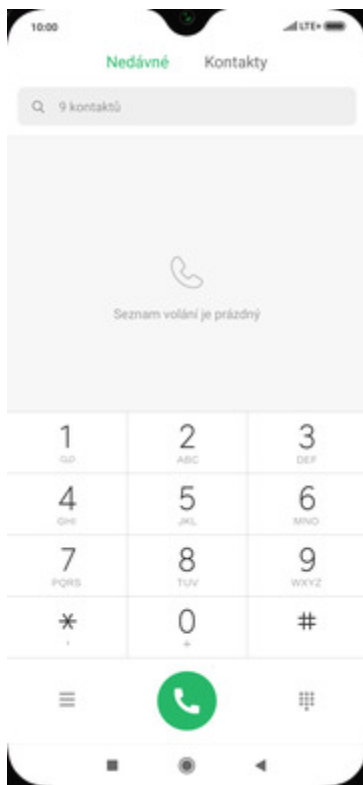 10:00
LTE+
Nedávné Kontakty
9 kontaktů
Seznam volání je prázdný
1 2 3
ABC DEF
4 5 6
GHI JKL MNO
7 8 9
PQRS TUV WXYZ
* 0 #
, +